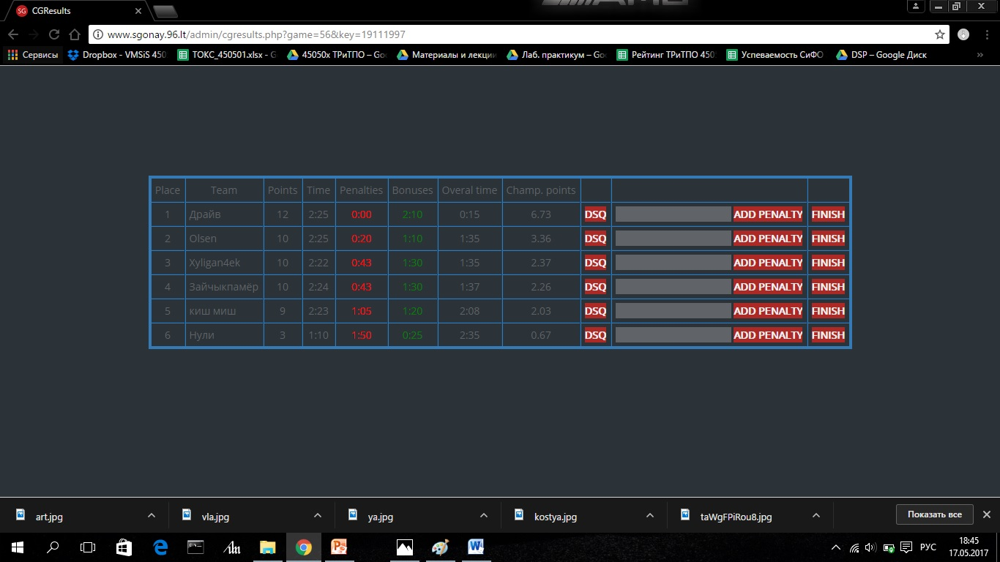 CGResults
www.sgonay.96.lt/admin/cgresults.php?game=56&key=19111997
Сервисы Dropbox - VMSiS 450 ТОКС_450501.xlsx - G 45050x ТРиТПО – Goo Материалы и лекции Лаб. практикум – Goo Рейтинг ТРиТПО 450 Успеваемость СиФО DSP – Google Диск »
Place Team Points Time Penalties Bonuses Overal time Champ. points
1 Драйв 12 2:25 0:00 2:10 0:15 6.73 DSQ ADD PENALTY FINISH
2 Olsen 10 2:25 0:20 1:10 1:35 3.36 DSQ ADD PENALTY FINISH
3 Xyligan4ek 10 2:22 0:43 1:30 1:35 2.37 DSQ ADD PENALTY FINISH
4 Зайчыкпамёр 10 2:24 0:43 1:30 1:37 2.26 DSQ ADD PENALTY FINISH
5 киш миш 9 2:23 1:05 1:20 2:08 2.03 DSQ ADD PENALTY FINISH
6 Нули 3 1:10 1:50 0:25 2:35 0.67 DSQ ADD PENALTY FINISH
art.jpg vla.jpg ya.jpg kostya.jpg taWgFPiRou8.jpg Показать все
РУС 18:45
17.05.2017